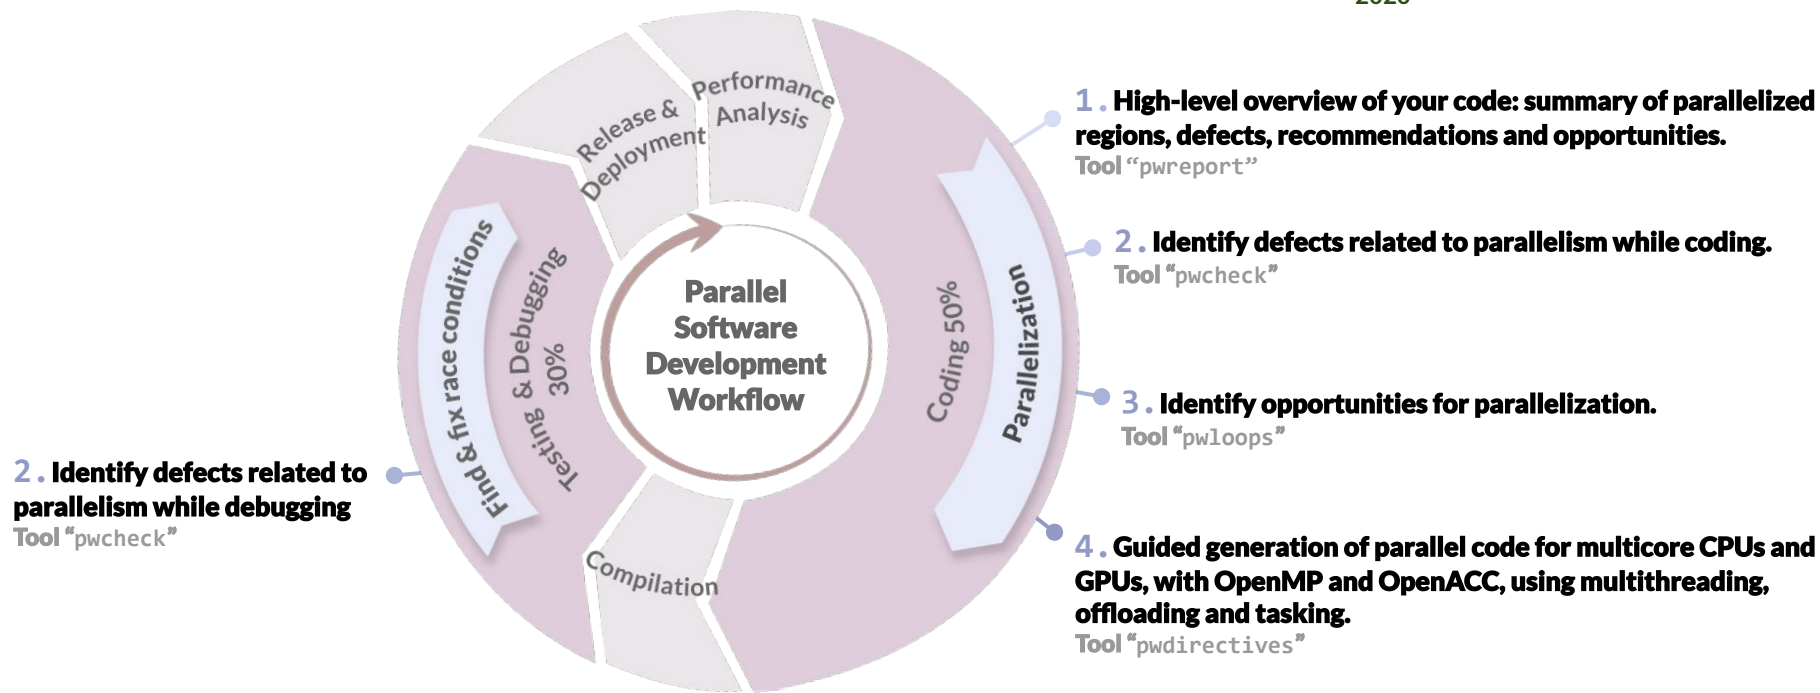 Performance
Analysis
Release &
Deployment
1. High-level overview of your code: summary of parallelized
regions, defects, recommendations and opportunities.
Tool “pwreport”
2. Identify defects related to parallelism while coding.
Tool “pwcheck”
Parallelization
Coding 50%
Parallel
Software
Development
Workflow
Find & fix race conditions
Testing & Debugging
30%
3. Identify opportunities for parallelization.
Tool “pwloops”
2. Identify defects related to
parallelism while debugging
Tool “pwcheck”
Compilation
4. Guided generation of parallel code for multicore CPUs and
GPUs, with OpenMP and OpenACC, using multithreading,
offloading and tasking.
Tool “pwdirectives”